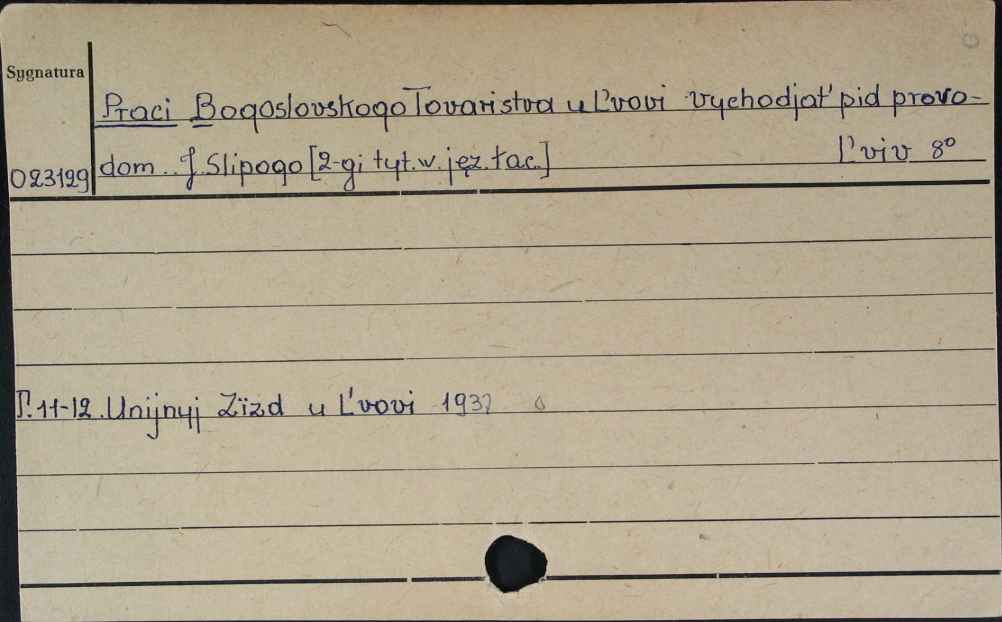 Sygnatura
Praci Bogoslovskogo Tovaristva u L'vovi vychodjat' pid provo-
023129 dom J. Slipogo [2-gi tyt. w. jęz. łac.] L'viv 8°
T. 11-12. Unijnyj Zïzd u L'vovi 1937